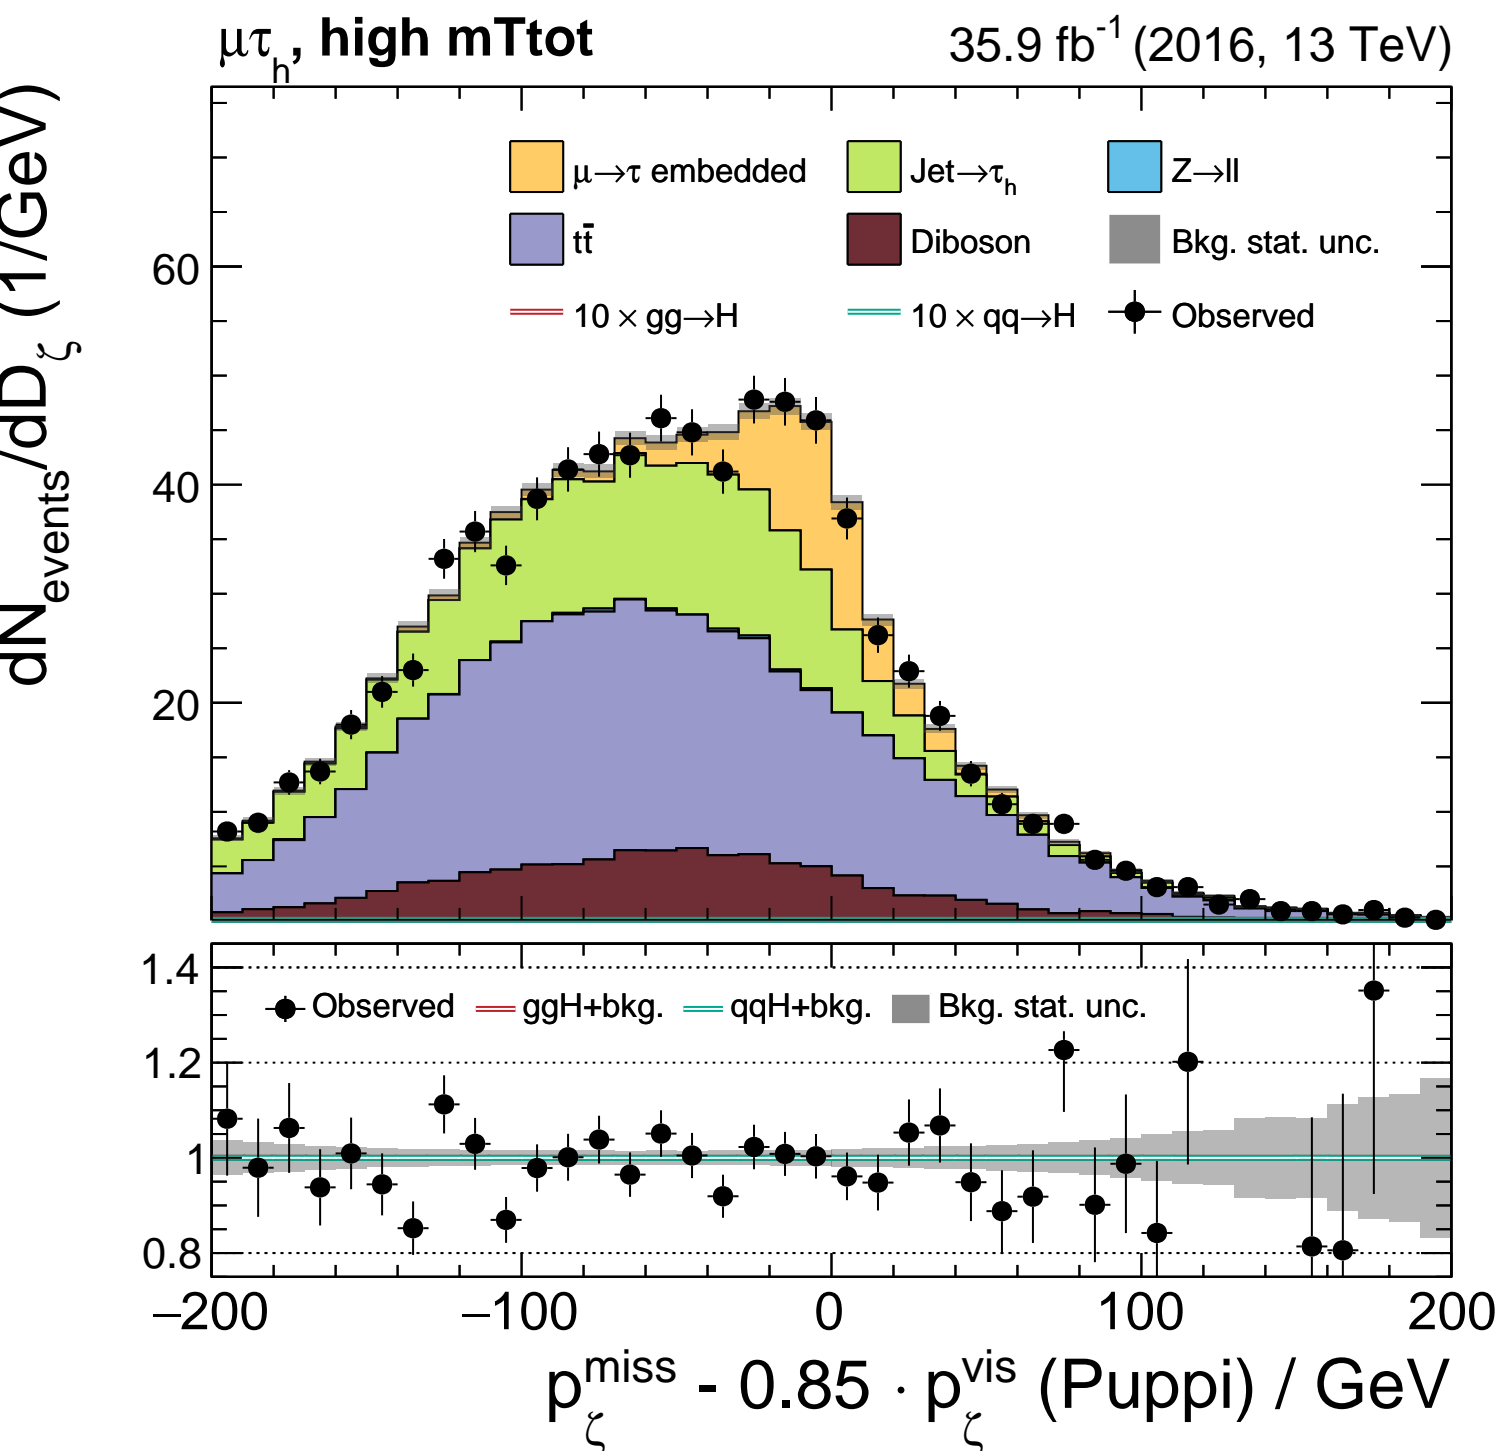 μτh, high mTtot 35.9 fb-1 (2016, 13 TeV)
dNevents/dDζ (1/GeV)
μ→τ embedded Jet→τh Z→ll
tt̄ Diboson Bkg. stat. unc.
10 × gg→H 10 × qq→H Observed
60
40
20
1.4
Observed ggH+bkg. qqH+bkg. Bkg. stat. unc.
1.2
1
0.8
−200 −100 0 100 200
pζmiss - 0.85 · pζvis (Puppi) / GeV